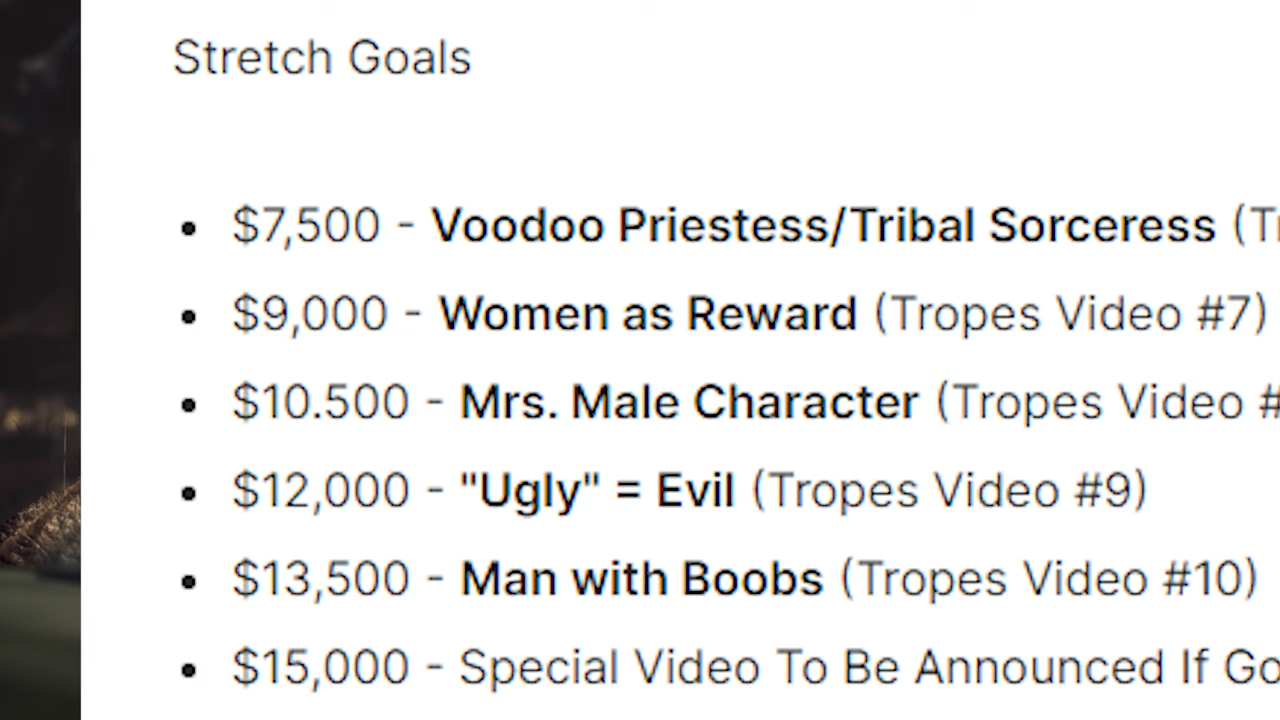 Stretch Goals
$7,500 - Voodoo Priestess/Tribal Sorceress
$9,000 - Women as Reward (Tropes Video #7)
$10.500 - Mrs. Male Character (Tropes Video #
$12,000 - "Ugly" = Evil (Tropes Video #9)
$13,500 - Man with Boobs (Tropes Video #10)
$15,000 - Special Video To Be Announced If